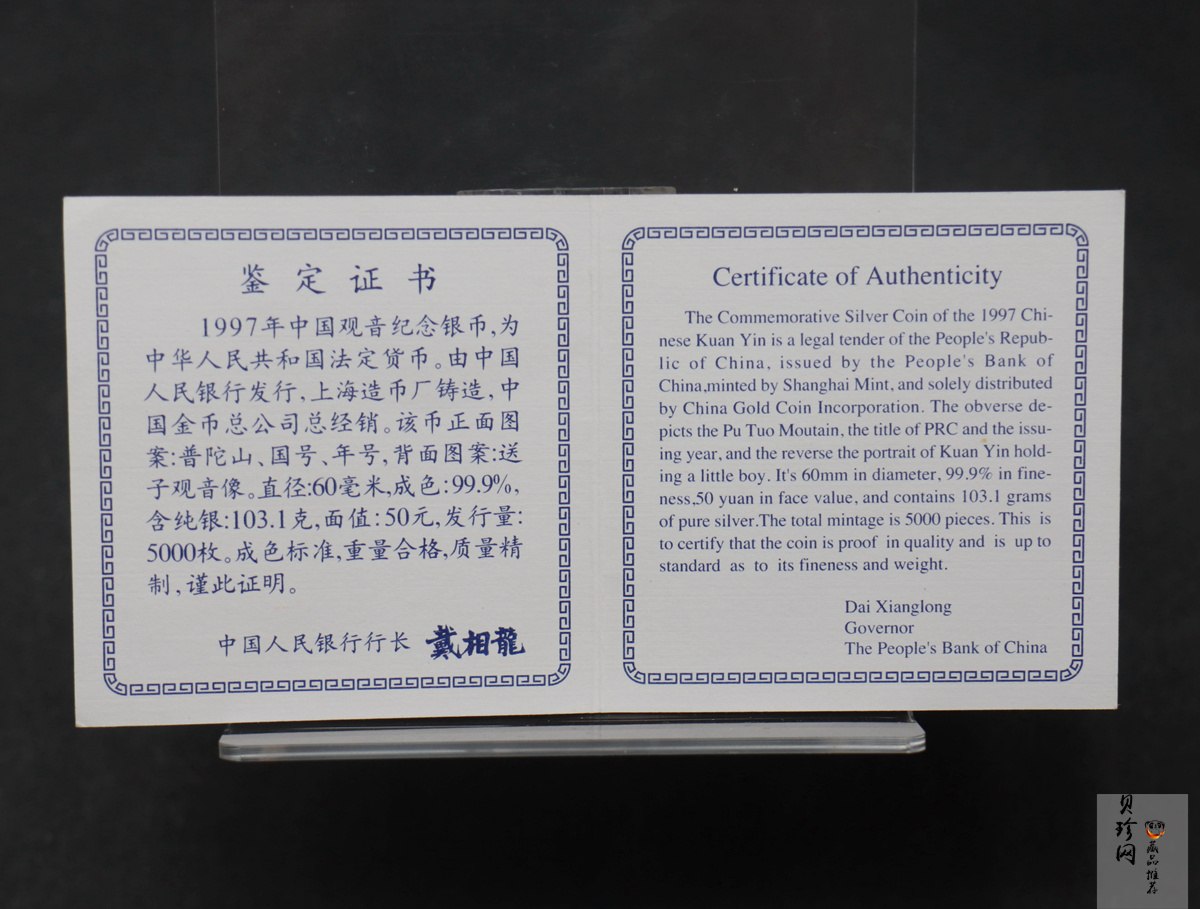 鉴定证书
1997年中国观音纪念银币,为
中华人民共和国法定货币。由中国
人民银行发行,上海造币厂铸造,中
国金币总公司总经销。该币正面图
案:普陀山、国号、年号,背面图案:送
子观音像。直径:60毫米,成色:99.9%,
含纯银:103.1克,面值:50元,发行量:
5000枚。成色标准,重量合格,质量精
制,谨此证明。
中国人民银行行长 戴相龍
Certificate of Authenticity
The Commemorative Silver Coin of the 1997 Chi-
nese Kuan Yin is a legal tender of the People's Repub-
lic of China, issued by the People's Bank of
China,minted by Shanghai Mint, and solely distributed
by China Gold Coin Incorporation. The obverse de-
picts the Pu Tuo Moutain, the title of PRC and the issu-
ing year, and the reverse the portrait of Kuan Yin hold-
ing a little boy. It's 60mm in diameter, 99.9% in fine-
ness,50 yuan in face value, and contains 103.1 grams
of pure silver.The total mintage is 5000 pieces. This is
to certify that the coin is proof in quality and is up to
standard as to its fineness and weight.
Dai Xianglong
Governor
The People's Bank of China
贝珍网
藏品推荐